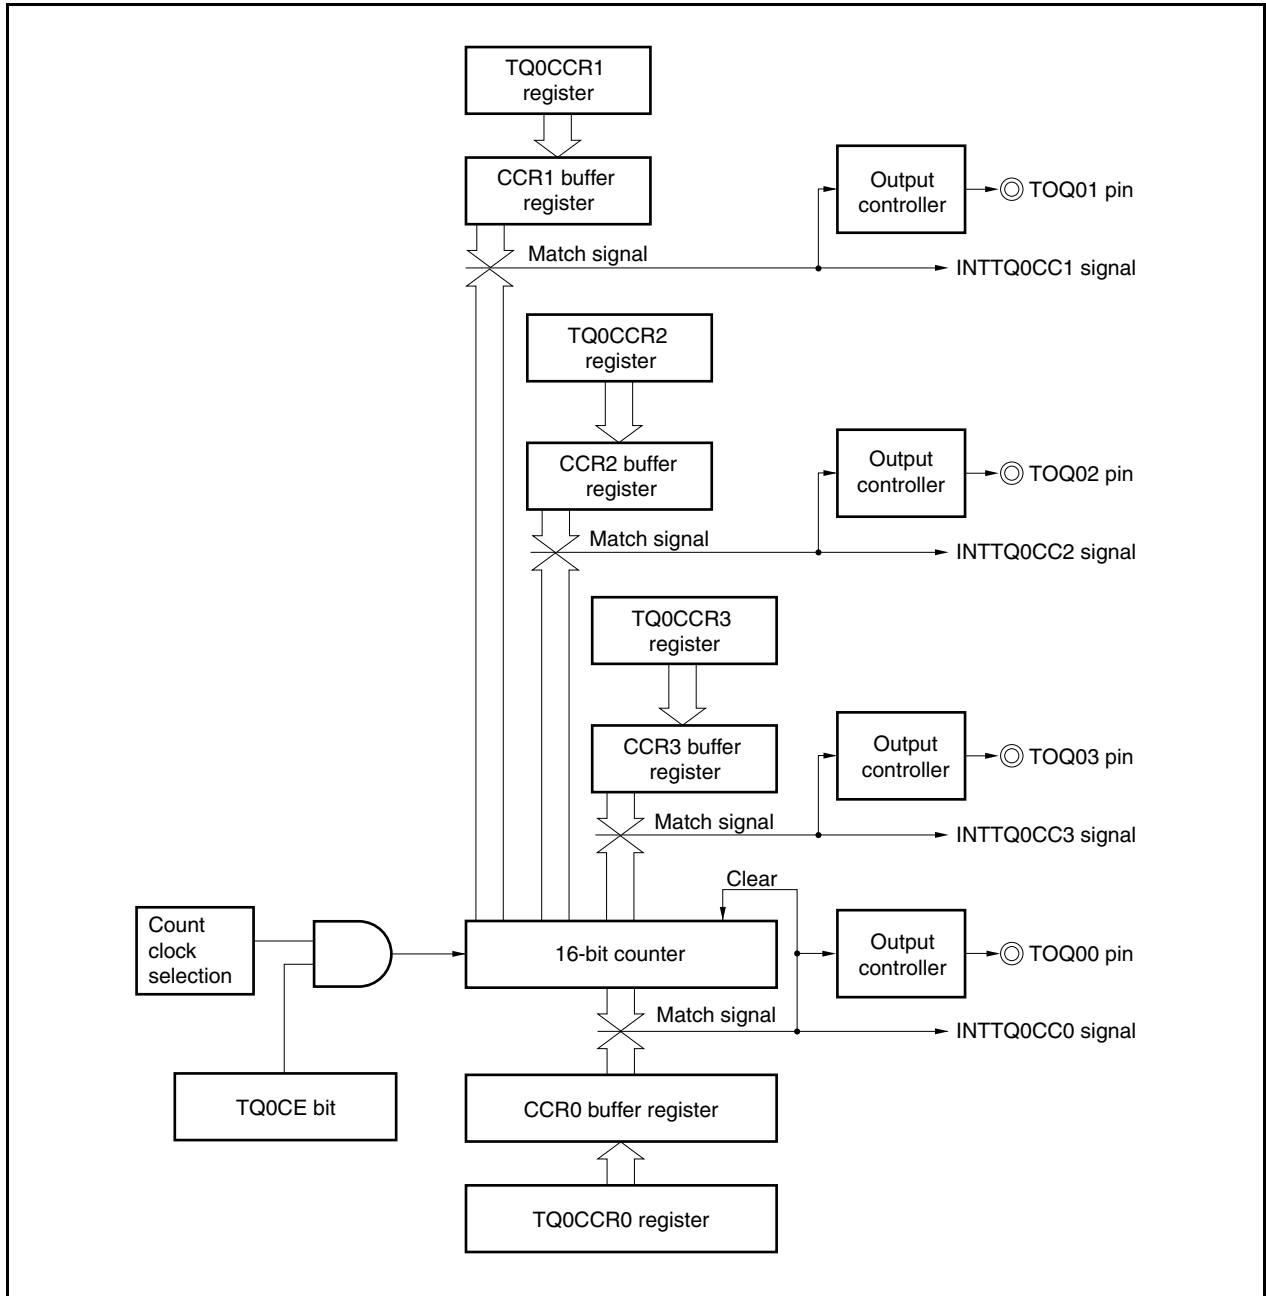 TQ0CCR1
register
CCR1 buffer
register
Output
controller
TOQ01 pin
Match signal
INTTQ0CC1 signal
TQ0CCR2
register
CCR2 buffer
register
Output
controller
TOQ02 pin
Match signal
INTTQ0CC2 signal
TQ0CCR3
register
CCR3 buffer
register
Output
controller
TOQ03 pin
Match signal
INTTQ0CC3 signal
Clear
Count
clock
selection
16-bit counter
Output
controller
TOQ00 pin
Match signal
INTTQ0CC0 signal
TQ0CE bit
CCR0 buffer register
TQ0CCR0 register